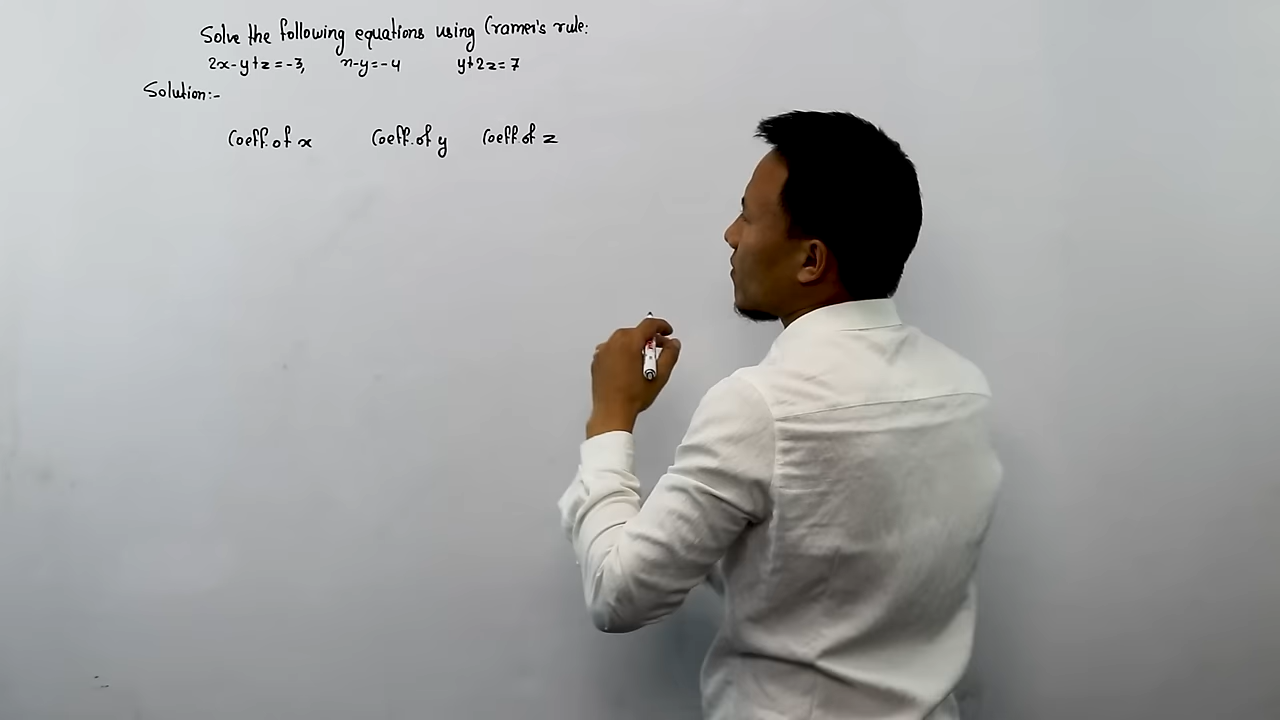 Solve the following equations using Cramer's rule:
2x-y+z=-3, x-y=-4 y+2z=7
Solution:-
Coeff. of x Coeff. of y Coeff. of z